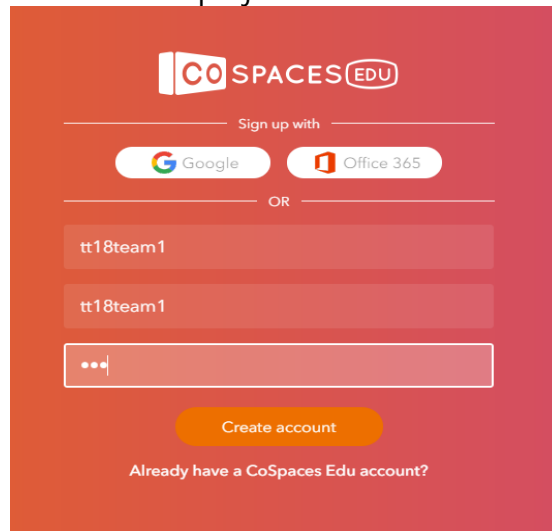 CO SPACES EDU
Sign up with
Google Office 365
OR
tt18team1
tt18team1
•••
Create account
Already have a CoSpaces Edu account?